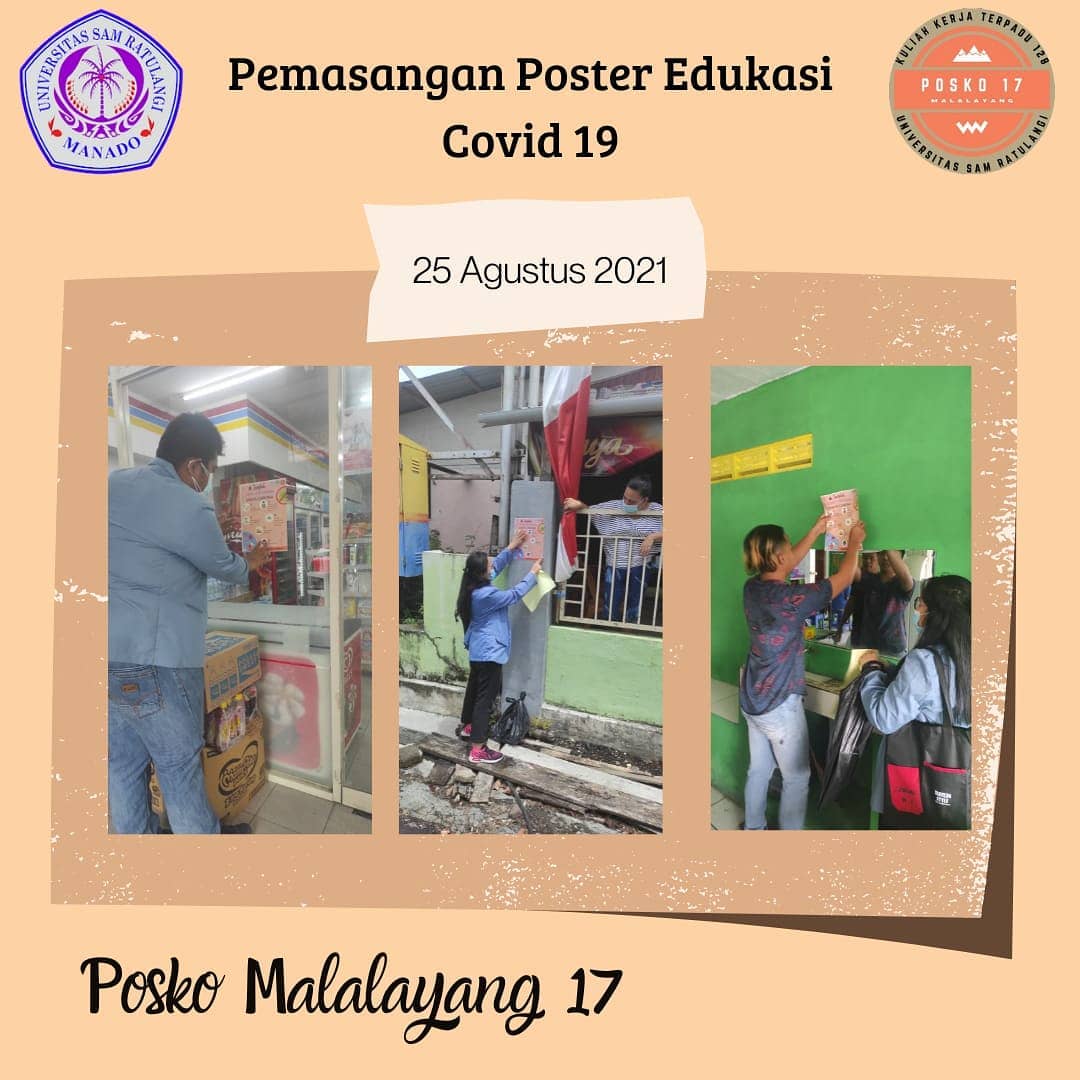 UNIVERSITAS SAM RATULANGI
MANADO
Pemasangan Poster Edukasi
Covid 19
KULIAH KERJA TERPADU 128
POSKO 17
MALALAYANG
UNIVERSITAS SAM RATULANGI
25 Agustus 2021
Posko Malalayang 17